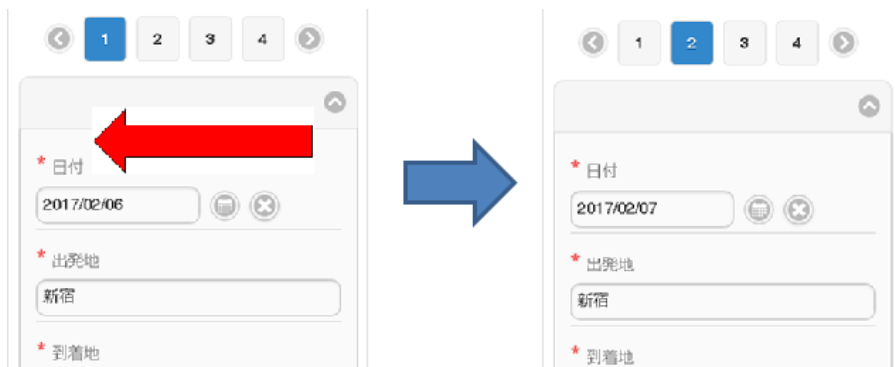 1 2 3 4
* 日付
2017/02/06
* 出発地
新宿
* 到着地
1 2 3 4
* 日付
2017/02/07
* 出発地
新宿
* 到着地